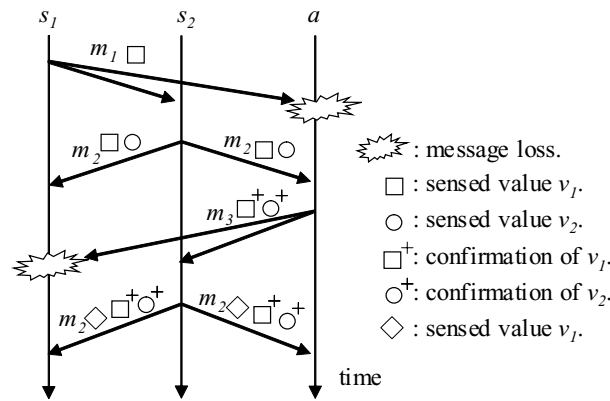 s1 s2 a
m1
m2 m2
m3 + +
m2 + + m2 + +
time
: message loss.
: sensed value v1.
: sensed value v2.
+ : confirmation of v1.
+ : confirmation of v2.
: sensed value v1.